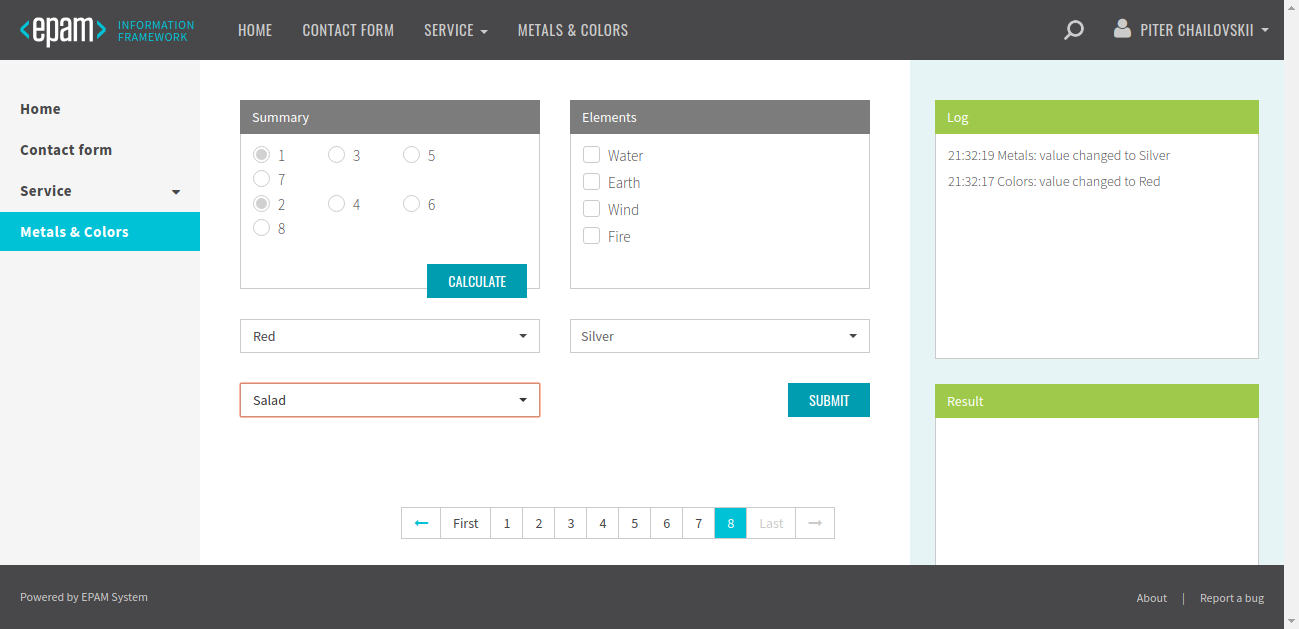 <epam> INFORMATION FRAMEWORK
HOME CONTACT FORM SERVICE METALS & COLORS PITER CHAILOVSKII
Home
Contact form
Service
Metals & Colors
Summary
1 3 5
7
2 4 6
8
CALCULATE
Elements
Water
Earth
Wind
Fire
Red
Silver
Salad
SUBMIT
First 1 2 3 4 5 6 7 8 Last
Log
21:32:19 Metals: value changed to Silver
21:32:17 Colors: value changed to Red
Result
Powered by EPAM System
About | Report a bug